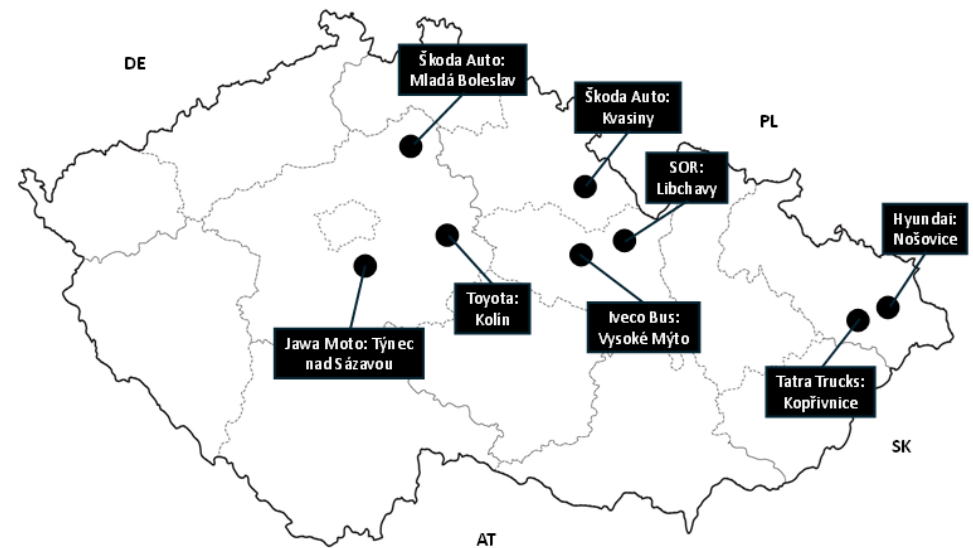 DE
Škoda Auto:
Mladá Boleslav
Škoda Auto:
Kvasiny
PL
SOR:
Libchavy
Hyundai:
Nošovice
Toyota:
Kolín
Iveco Bus:
Vysoké Mýto
Jawa Moto: Týnec
nad Sázavou
Tatra Trucks:
Kopřivnice
SK
AT